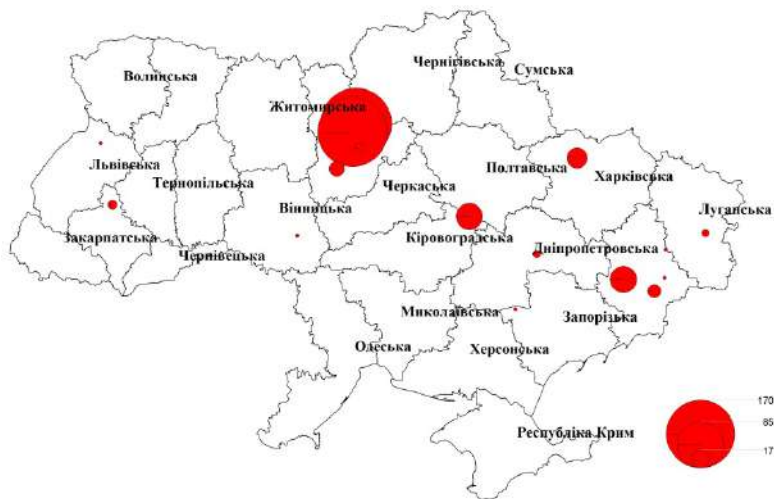 Чернігівська
Сумська
Волинська
Житомирська
Львівська
Полтавська
Харківська
Тернопільська
Черкаська
Вінницька
Луганська
Закарпатська
Кіровоградська
Дніпропетровська
Чернівецька
Миколаївська
Запорізька
Одеська
Херсонська
170
85
Республіка Крим
17